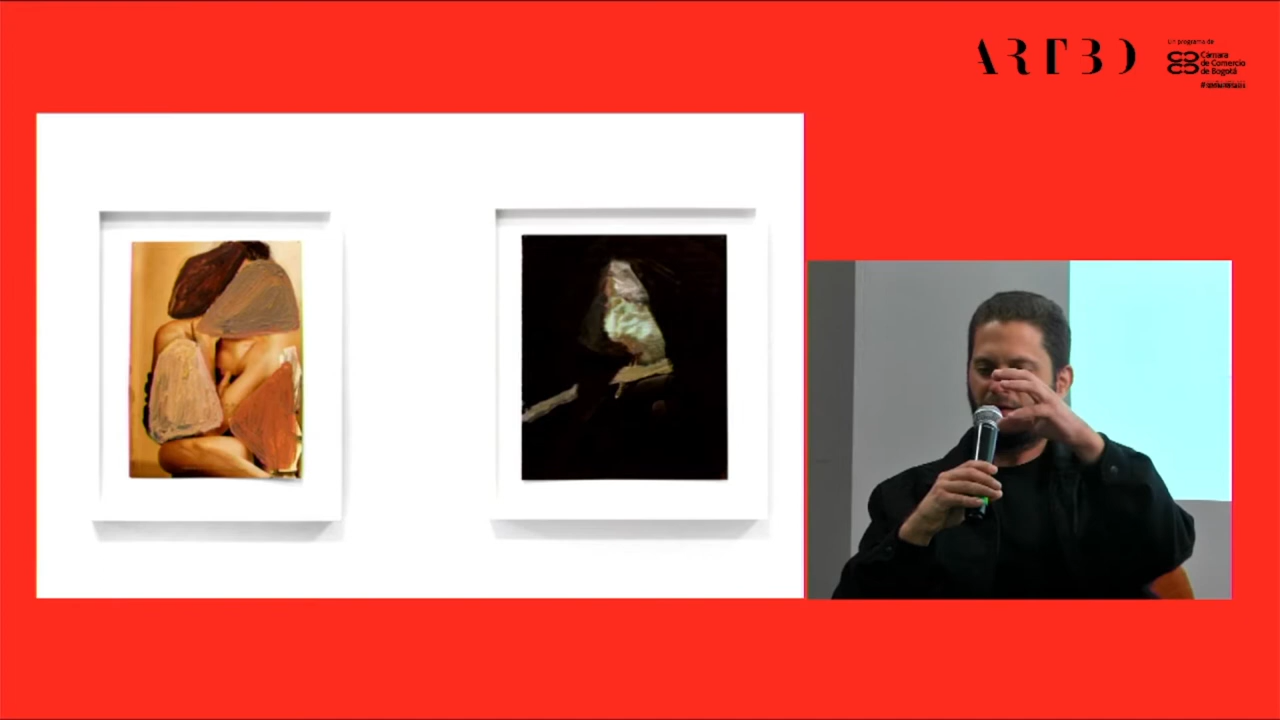 ARTBO
un programa de
Cámara
de Comercio
de Bogotá